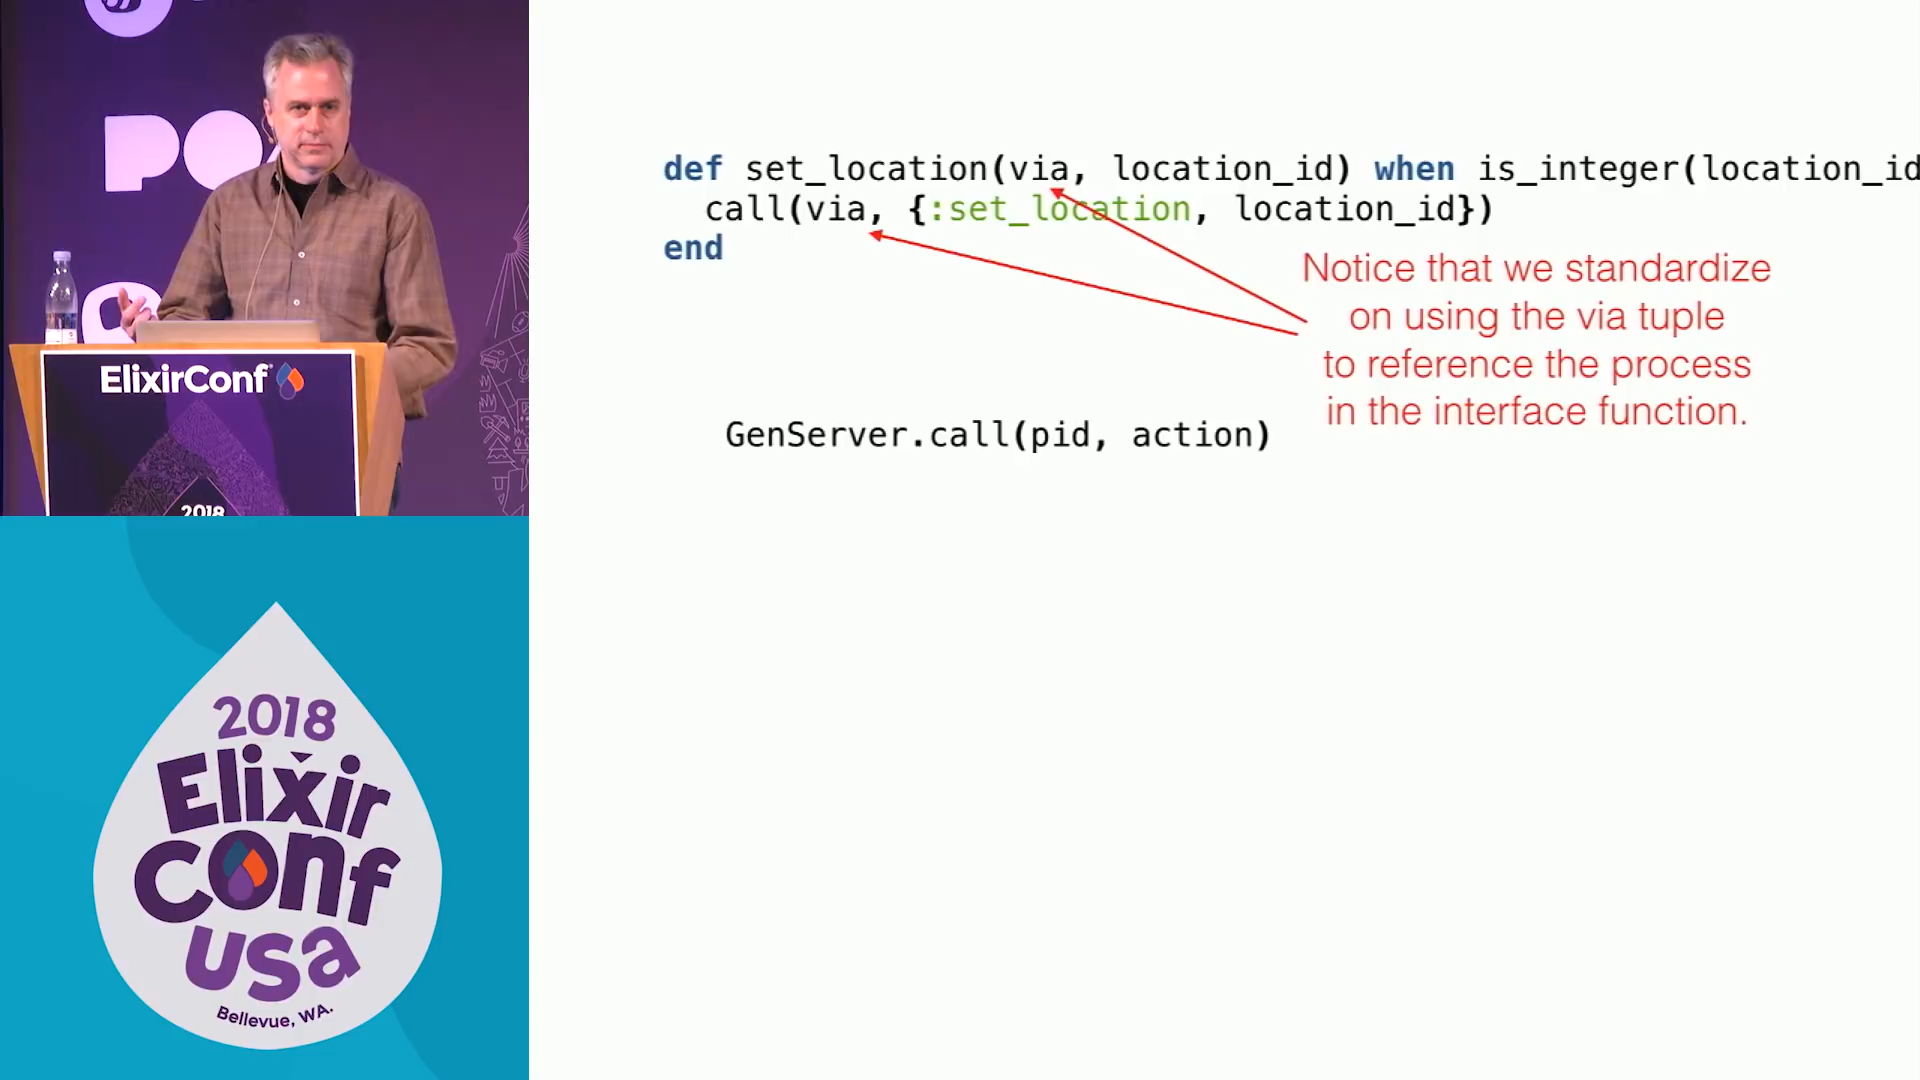 PO
ElixirConf
2018
2018
Elixir
Conf
USA
Bellevue, WA.
def set_location(via, location_id) when is_integer(location_id
call(via, {:set_location, location_id})
end
Notice that we standardize
on using the via tuple
to reference the process
in the interface function.
GenServer.call(pid, action)